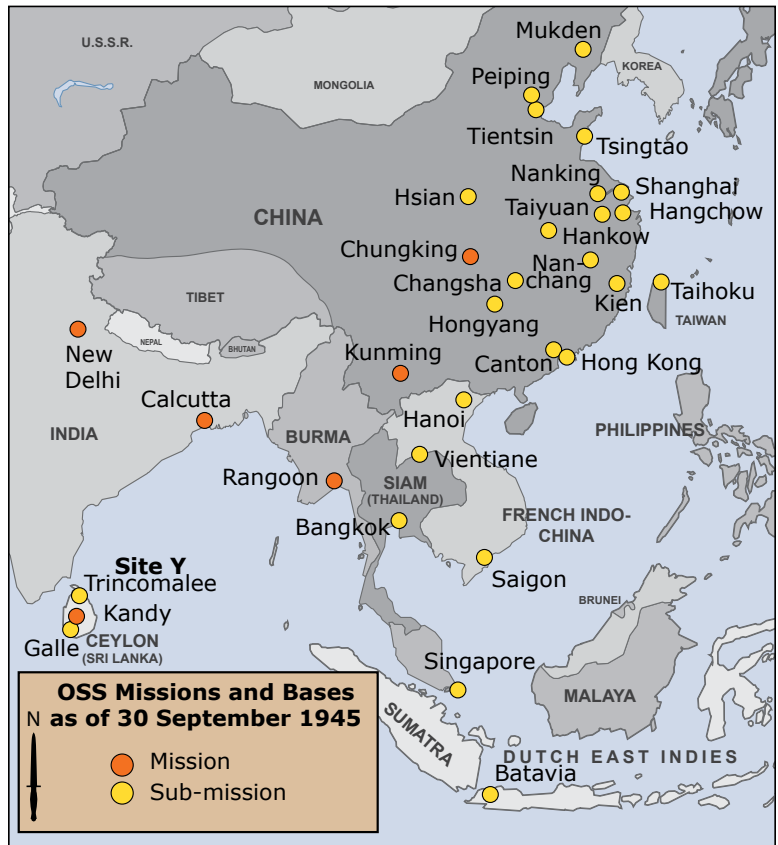 Mukden
U.S.S.R.
KOREA
Peiping
MONGOLIA
Tientsin
Tsingtao
Nanking
Shanghai
Hsian
Taiyuan
Hangchow
CHINA
Hankow
Chungking
Nan-
chang
Changsha
Kien
Taihoku
TIBET
TAIWAN
Hongyang
NEPAL
BHUTAN
New
Delhi
Kunming
Canton
Hong Kong
Calcutta
Hanoi
INDIA
BURMA
PHILIPPINES
Vientiane
Rangoon
SIAM
(THAILAND)
Bangkok
FRENCH INDO-
CHINA
Site Y
Trincomalee
Saigon
Kandy
BRUNEI
Galle
CEYLON
(SRI LANKA)
Singapore
MALAYA
OSS Missions and Bases
as of 30 September 1945
N
Mission
Sub-mission
SUMATRA
DUTCH EAST INDIES
Batavia